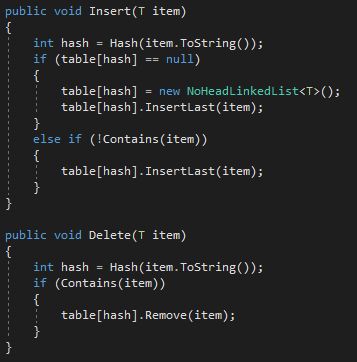 public void Insert(T item)
{
    int hash = Hash(item.ToString());
    if (table[hash] == null)
    {
        table[hash] = new NoHeadLinkedList<T>();
        table[hash].InsertLast(item);
    }
    else if (!Contains(item))
    {
        table[hash].InsertLast(item);
    }
}

public void Delete(T item)
{
    int hash = Hash(item.ToString());
    if (Contains(item))
    {
        table[hash].Remove(item);
    }
}